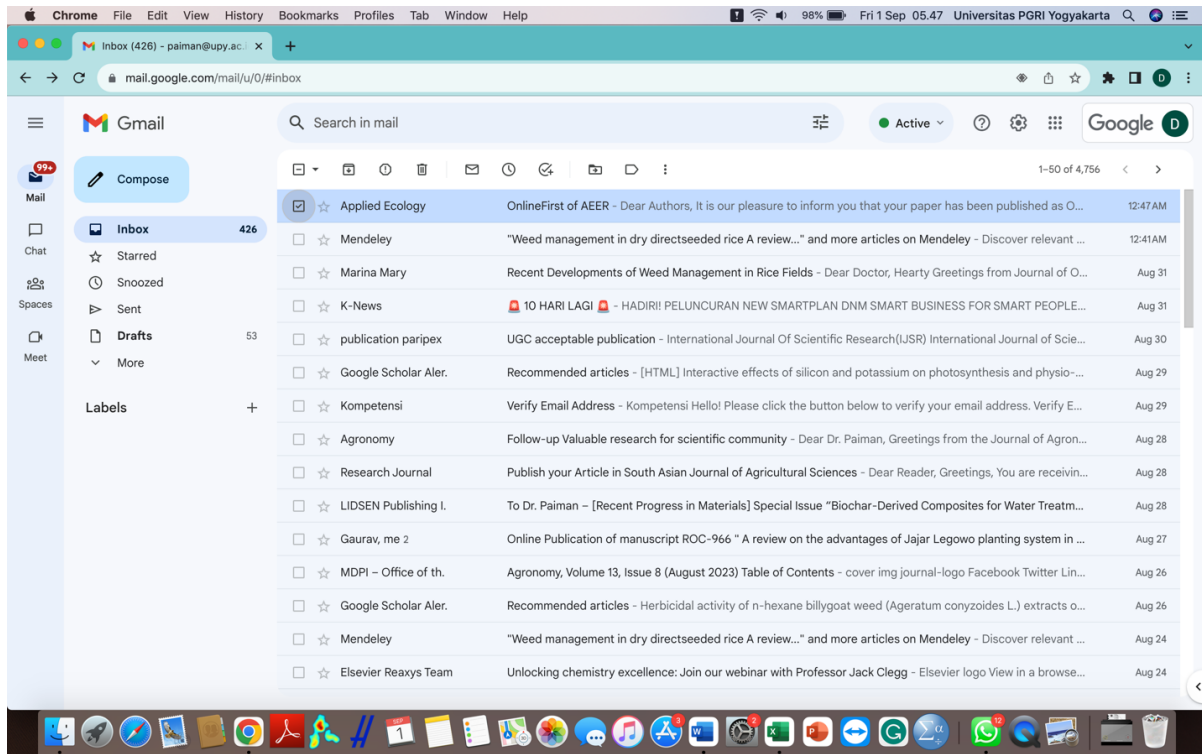 Chrome File Edit View History Bookmarks Profiles Tab Window Help 98% Fri 1 Sep 05.47 Universitas PGRI Yogyakarta
Inbox (426) - paiman@upy.ac.
mail.google.com/mail/u/0/#inbox
D
Gmail
Search in mail
Active
Google D
99+
Mail
Chat
Spaces
Meet
Compose
Inbox 426
Starred
Snoozed
Sent
Drafts 53
More
Labels
1–50 of 4,756
Applied Ecology OnlineFirst of AEER - Dear Authors, It is our pleasure to inform you that your paper has been published as O... 12:47 AM
Mendeley "Weed management in dry directseeded rice A review..." and more articles on Mendeley - Discover relevant ... 12:41 AM
Marina Mary Recent Developments of Weed Management in Rice Fields - Dear Doctor, Hearty Greetings from Journal of O... Aug 31
K-News 🚨 10 HARI LAGI 🚨 - HADIRI! PELUNCURAN NEW SMARTPLAN DNM SMART BUSINESS FOR SMART PEOPLE... Aug 31
publication paripex UGC acceptable publication - International Journal Of Scientific Research(IJSR) International Journal of Scie... Aug 30
Google Scholar Aler. Recommended articles - [HTML] Interactive effects of silicon and potassium on photosynthesis and physio-... Aug 29
Kompetensi Verify Email Address - Kompetensi Hello! Please click the button below to verify your email address. Verify E... Aug 29
Agronomy Follow-up Valuable research for scientific community - Dear Dr. Paiman, Greetings from the Journal of Agron... Aug 28
Research Journal Publish your Article in South Asian Journal of Agricultural Sciences - Dear Reader, Greetings, You are receivin... Aug 28
LIDSEN Publishing I. To Dr. Paiman – [Recent Progress in Materials] Special Issue “Biochar-Derived Composites for Water Treatm... Aug 28
Gaurav, me 2 Online Publication of manuscript ROC-966 " A review on the advantages of Jajar Legowo planting system in ... Aug 27
MDPI – Office of th. Agronomy, Volume 13, Issue 8 (August 2023) Table of Contents - cover img journal-logo Facebook Twitter Lin... Aug 26
Google Scholar Aler. Recommended articles - Herbicidal activity of n-hexane billygoat weed (Ageratum conyzoides L.) extracts o... Aug 26
Mendeley "Weed management in dry directseeded rice A review..." and more articles on Mendeley - Discover relevant ... Aug 24
Elsevier Reaxys Team Unlocking chemistry excellence: Join our webinar with Professor Jack Clegg - Elsevier logo View in a browse... Aug 24
SEP
1
3
2
12